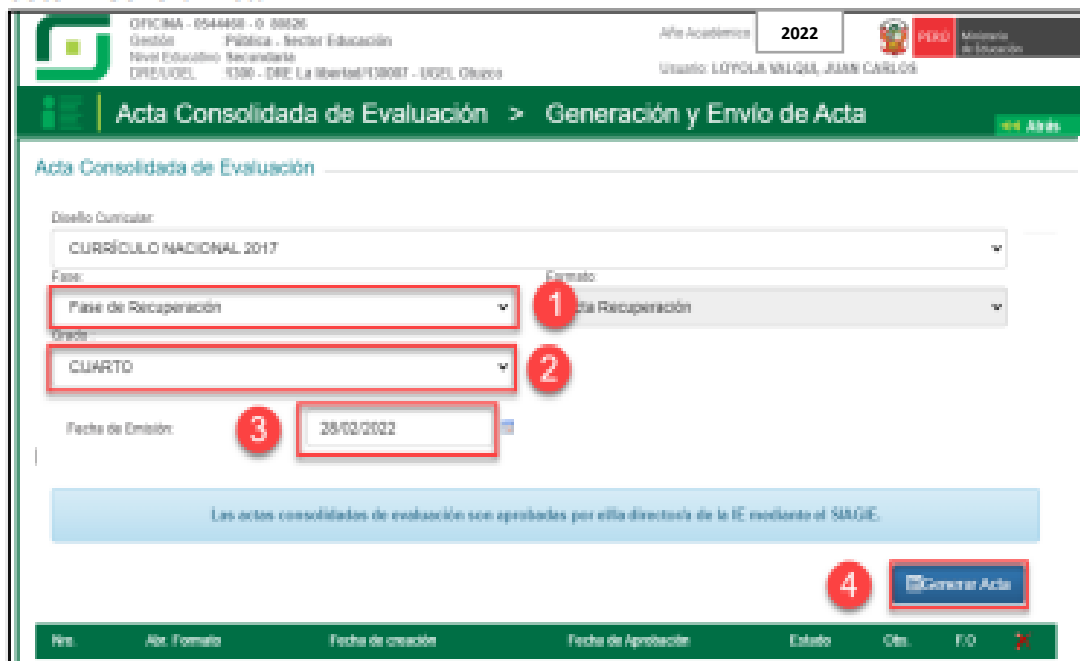 OFICINA - 0544460 - 0 80826
Gestión : Pública - Sector Educación
Nivel Educativo Secundaria
DRE/UGEL : 1300 - DRE La libertad/130007 - UGEL Otuzco
Año Académico 2022
PERÚ Ministerio de Educación
Usuario: LOYOLA VALQUI, JUAN CARLOS
Acta Consolidada de Evaluación > Generación y Envío de Acta
Atrás
Acta Consolidada de Evaluación
Diseño Curricular:
CURRÍCULO NACIONAL 2017
Fase: Formato:
Fase de Recuperación 1 Recuperación
Grado :
CUARTO 2
Fecha de Emisión: 3 28/02/2022
Las actas consolidadas de evaluación son aprobadas por el/la director/a de la IE mediante el SIAGIE.
4 Generar Acta
Nro. Abr. Formato Fecha de creación Fecha de Aprobación Estado Obs. F.O X